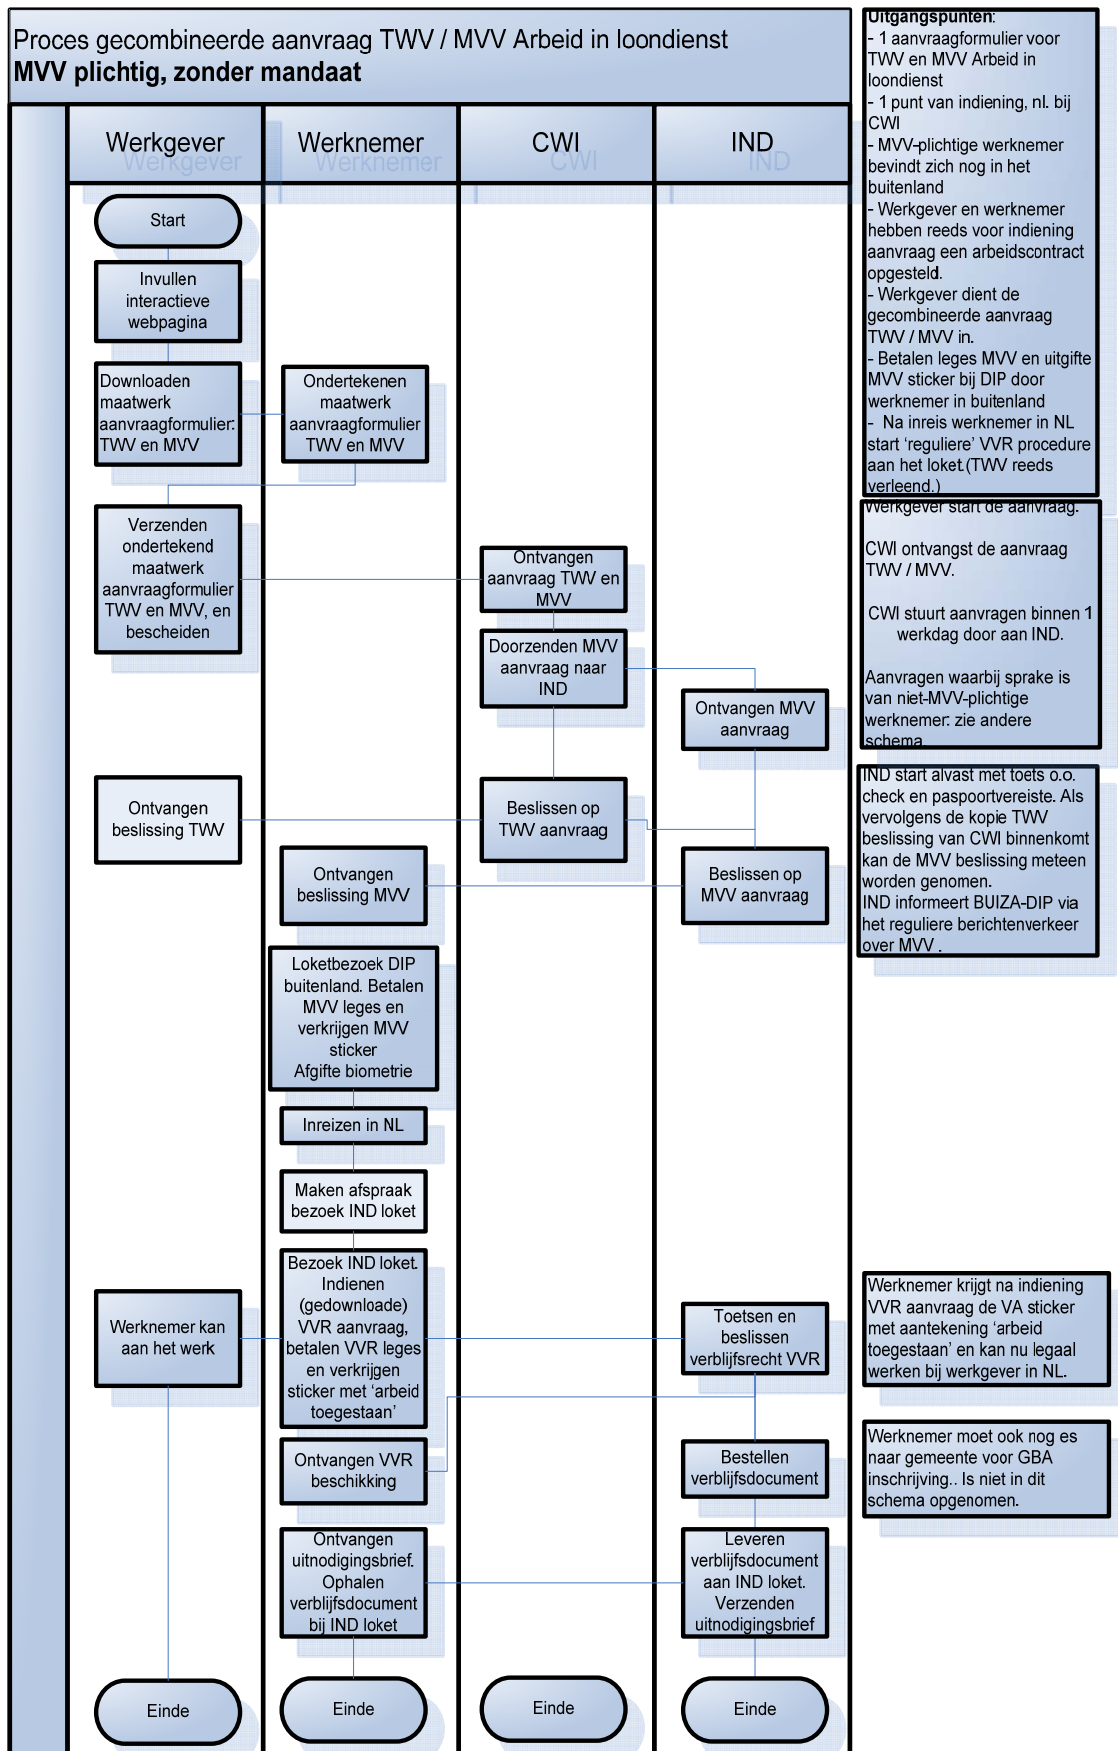 Proces gecombineerde aanvraag TWV / MVV Arbeid in loondienst
MVV plichtig, zonder mandaat
Werkgever
Werknemer
CWI
IND
Start
Invullen
interactieve
webpagina
Downloaden
maatwerk
aanvraagformulier:
TWV en MVV
Ondertekenen
maatwerk
aanvraagformulier
TWV en MVV
Verzenden
ondertekend
maatwerk
aanvraagformulier
TWV en MVV, en
bescheiden
Ontvangen
aanvraag TWV en
MVV
Doorzenden MVV
aanvraag naar
IND
Ontvangen MVV
aanvraag
Ontvangen
beslissing TWV
Beslissen op
TWV aanvraag
Ontvangen
beslissing MVV
Beslissen op
MVV aanvraag
Loketbezoek DIP
buitenland. Betalen
MVV leges en
verkrijgen MVV
sticker
Afgifte biometrie
Inreizen in NL
Maken afspraak
bezoek IND loket
Werknemer kan
aan het werk
Bezoek IND loket.
Indienen
(gedownloade)
VVR aanvraag,
betalen VVR leges
en verkrijgen
sticker met ‘arbeid
toegestaan’
Toetsen en
beslissen
verblijfsrecht VVR
Ontvangen VVR
beschikking
Bestellen
verblijfsdocument
Ontvangen
uitnodigingsbrief.
Ophalen
verblijfsdocument
bij IND loket
Leveren
verblijfsdocument
aan IND loket.
Verzenden
uitnodigingsbrief
Einde
Einde
Einde
Einde
Uitgangspunten:
- 1 aanvraagformulier voor
TWV en MVV Arbeid in
loondienst
- 1 punt van indiening, nl. bij
CWI
- MVV-plichtige werknemer
bevindt zich nog in het
buitenland
- Werkgever en werknemer
hebben reeds voor indiening
aanvraag een arbeidscontract
opgesteld.
- Werkgever dient de
gecombineerde aanvraag
TWV / MVV in.
- Betalen leges MVV en uitgifte
MVV sticker bij DIP door
werknemer in buitenland
- Na inreis werknemer in NL
start ‘reguliere’ VVR procedure
aan het loket.(TWV reeds
verleend.)
Werkgever start de aanvraag.
CWI ontvangst de aanvraag
TWV / MVV.
CWI stuurt aanvragen binnen 1
werkdag door aan IND.
Aanvragen waarbij sprake is
van niet-MVV-plichtige
werknemer: zie andere
schema.
IND start alvast met toets o.o.
check en paspoortvereiste. Als
vervolgens de kopie TWV
beslissing van CWI binnenkomt
kan de MVV beslissing meteen
worden genomen.
IND informeert BUIZA-DIP via
het reguliere berichtenverkeer
over MVV .
Werknemer krijgt na indiening
VVR aanvraag de VA sticker
met aantekening ‘arbeid
toegestaan’ en kan nu legaal
werken bij werkgever in NL.
Werknemer moet ook nog es
naar gemeente voor GBA
inschrijving.. Is niet in dit
schema opgenomen.